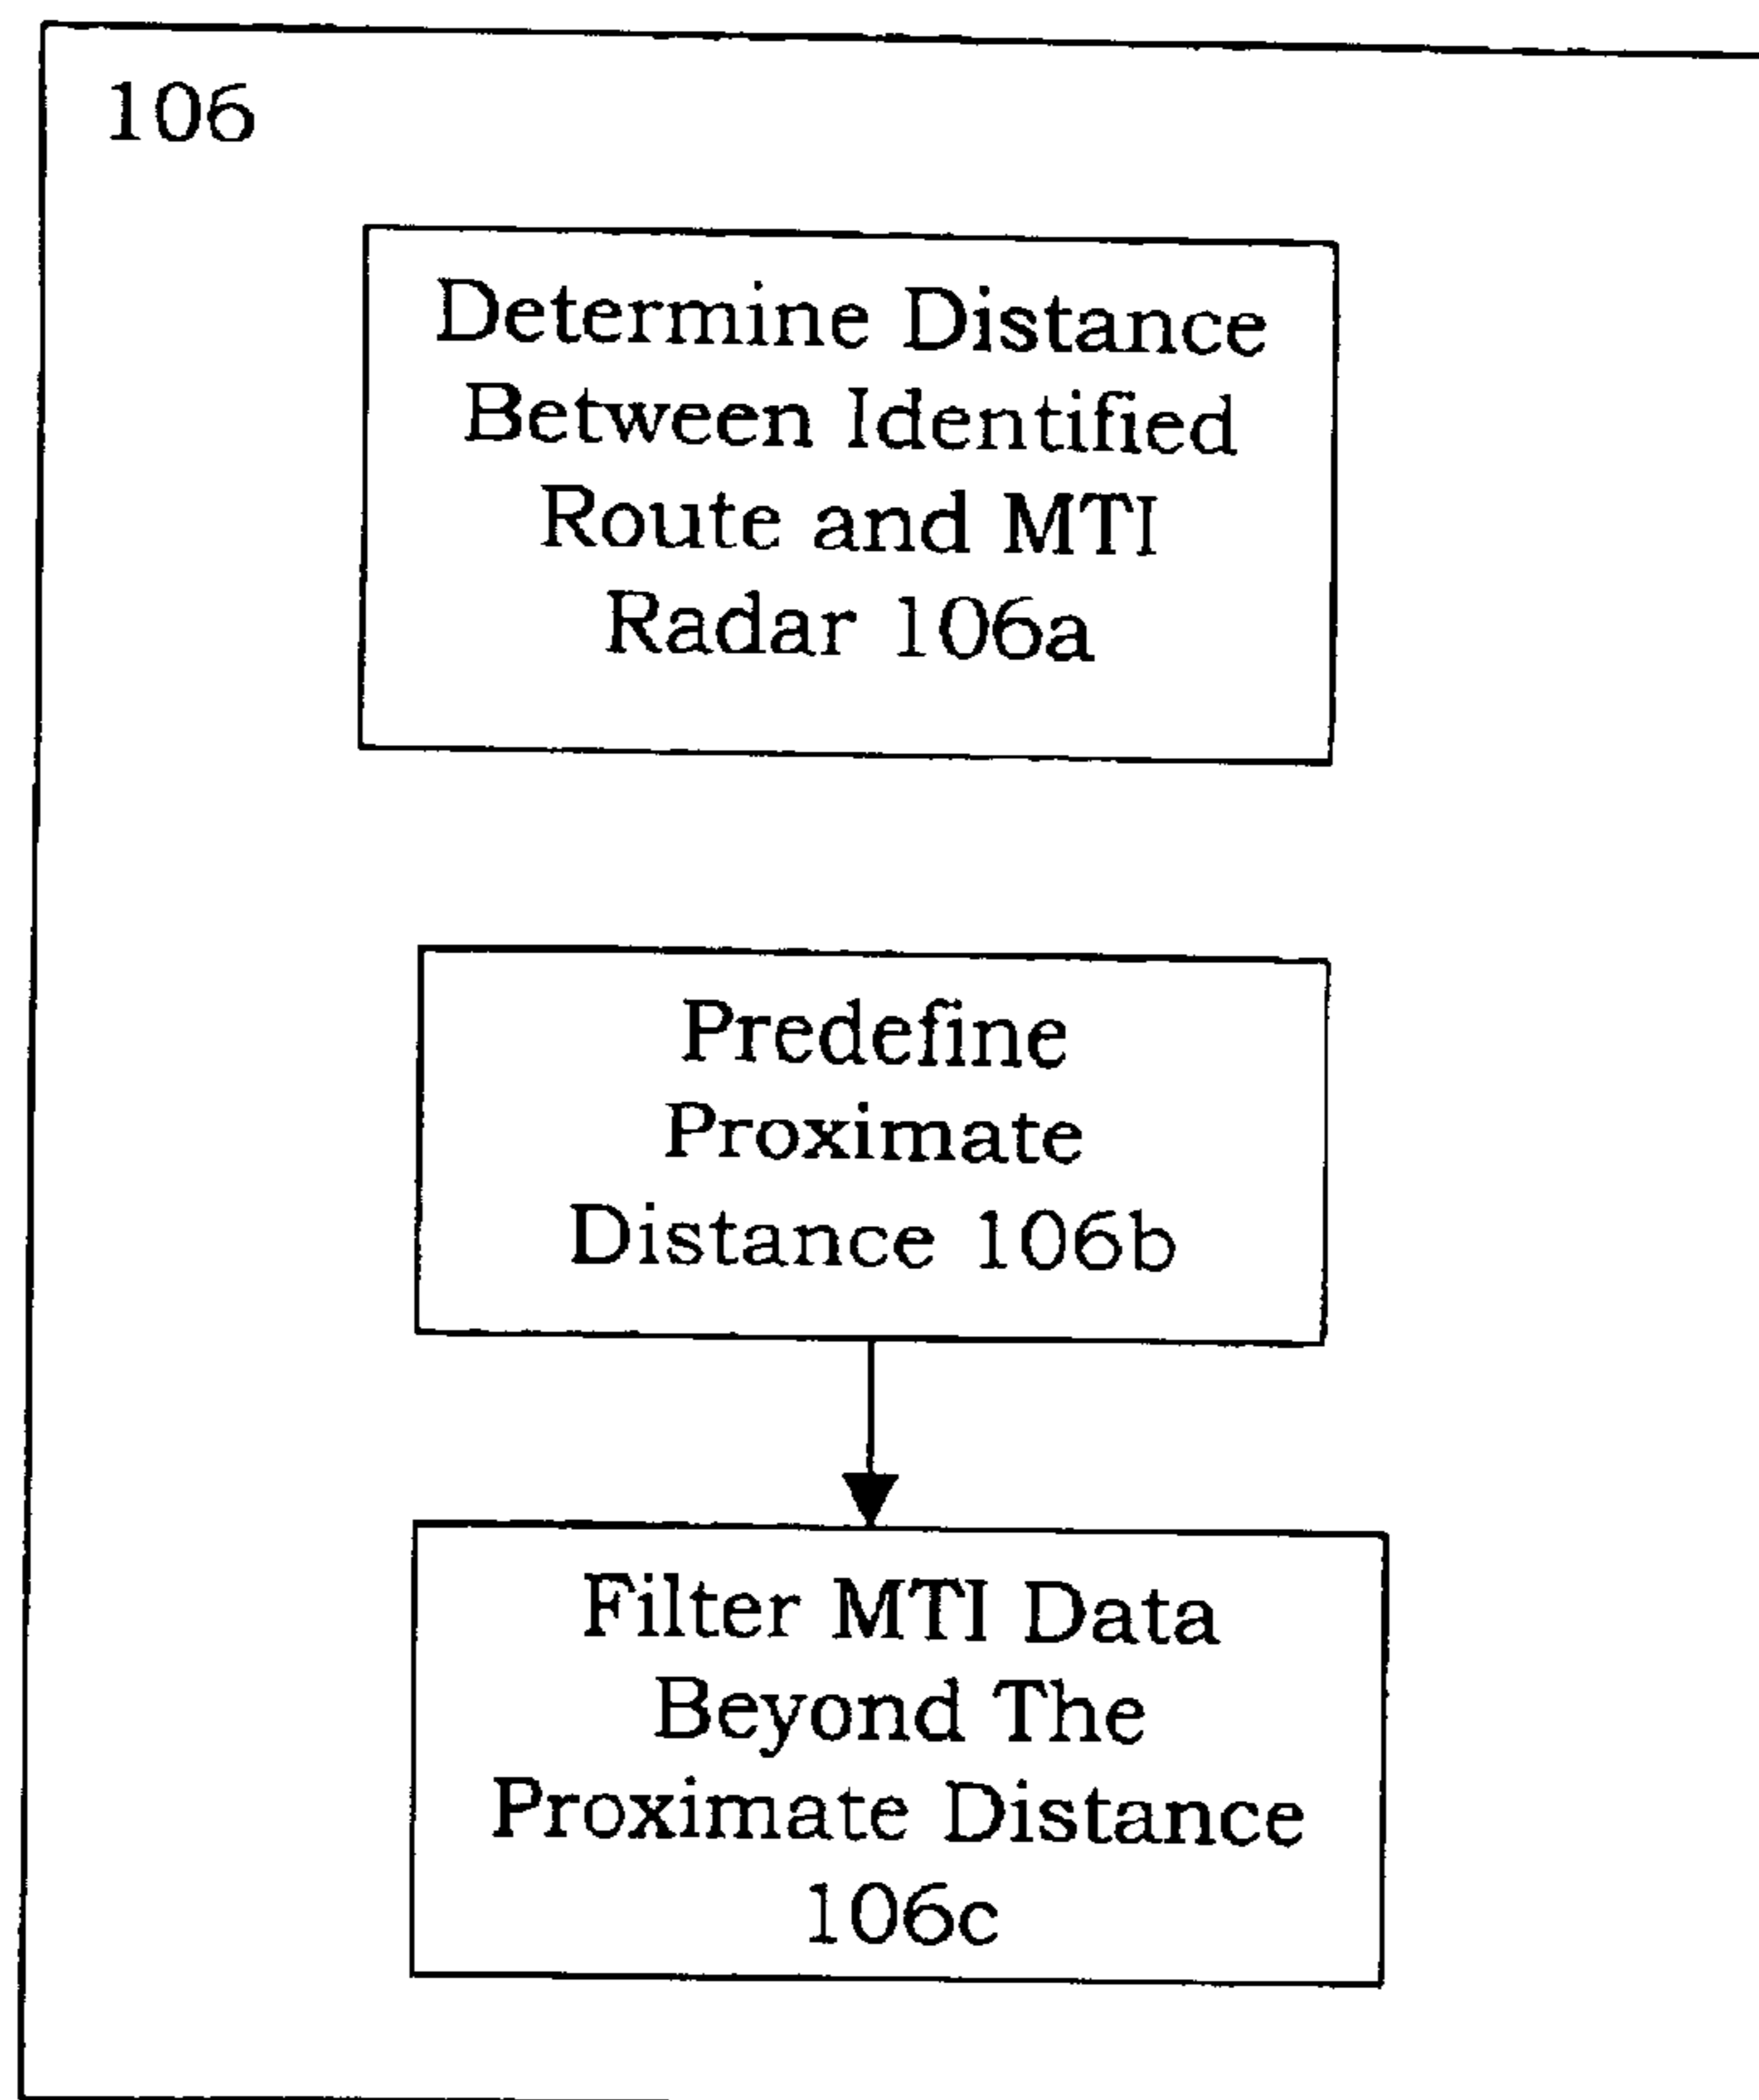 106
Determine Distance
Between Identified
Route and MTI
Radar 106a
Predefine
Proximate
Distance 106b
Filter MTI Data
Beyond The
Proximate Distance
106c